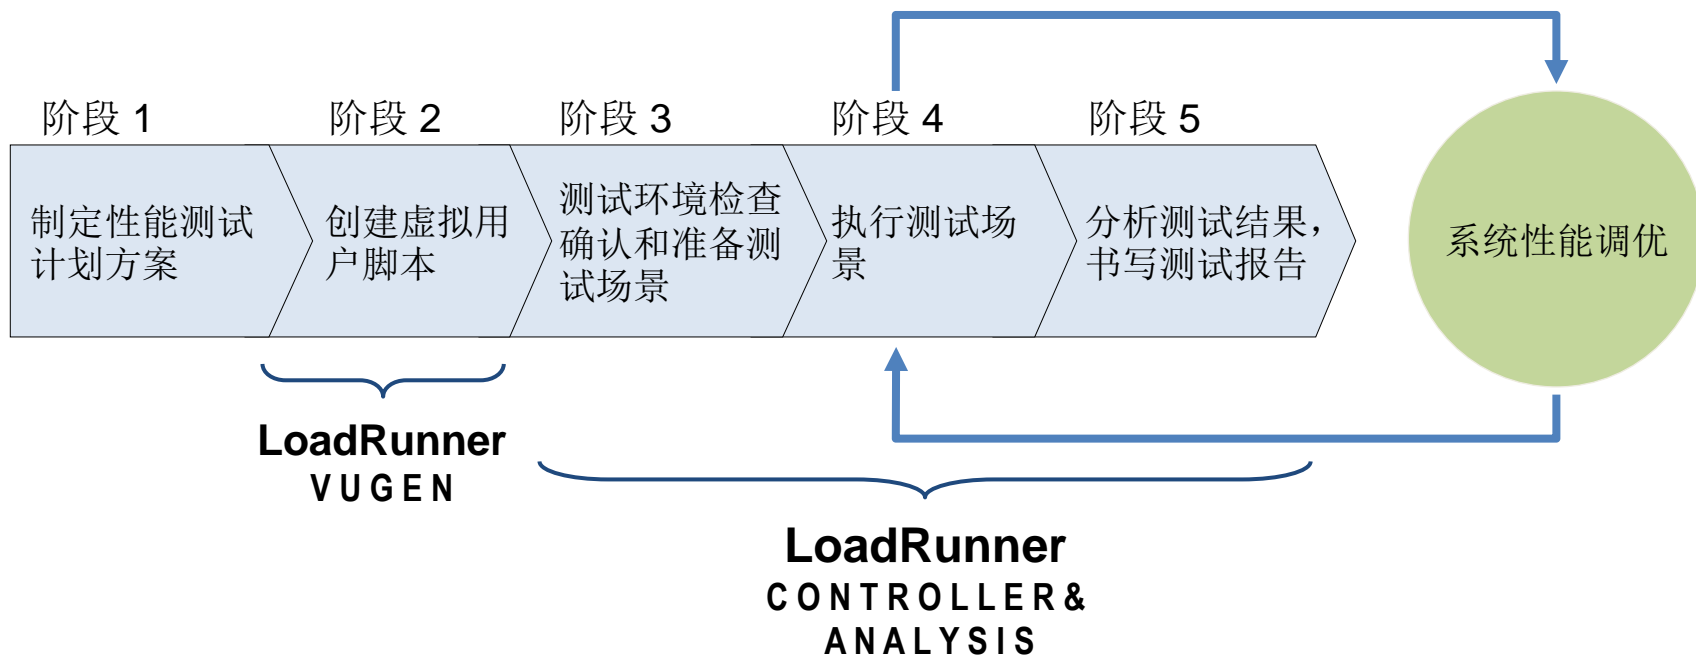 阶段 1
阶段 2
阶段 3
阶段 4
阶段 5
制定性能测试
计划方案
创建虚拟用
户脚本
测试环境检查
确认和准备测
试场景
执行测试场
景
分析测试结果，
书写测试报告
系统性能调优
LoadRunner
VUGEN
LoadRunner
CONTROLLER&
ANALYSIS